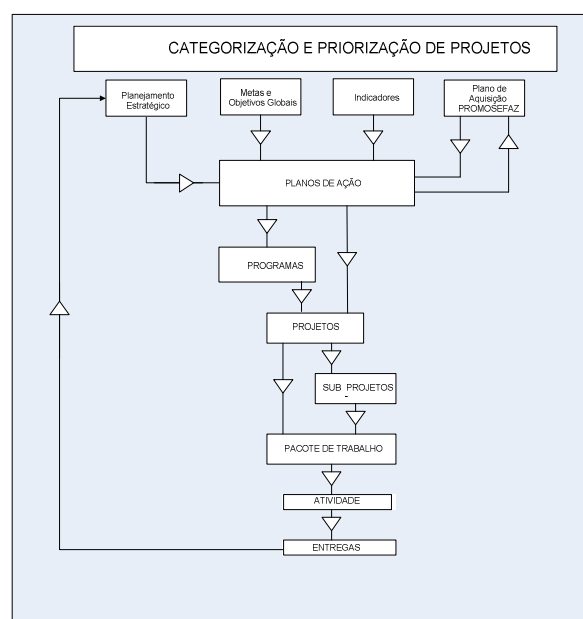 CATEGORIZAÇÃO E PRIORIZAÇÃO DE PROJETOS
Planejamento
Estratégico
Metas e
Objetivos Globais
Indicadores
Plano de
Aquisição
PROMOSEFAZ
PLANOS DE AÇÃO
PROGRAMAS
PROJETOS
SUB PROJETOS
-
PACOTE DE TRABALHO
ATIVIDADE
ENTREGAS